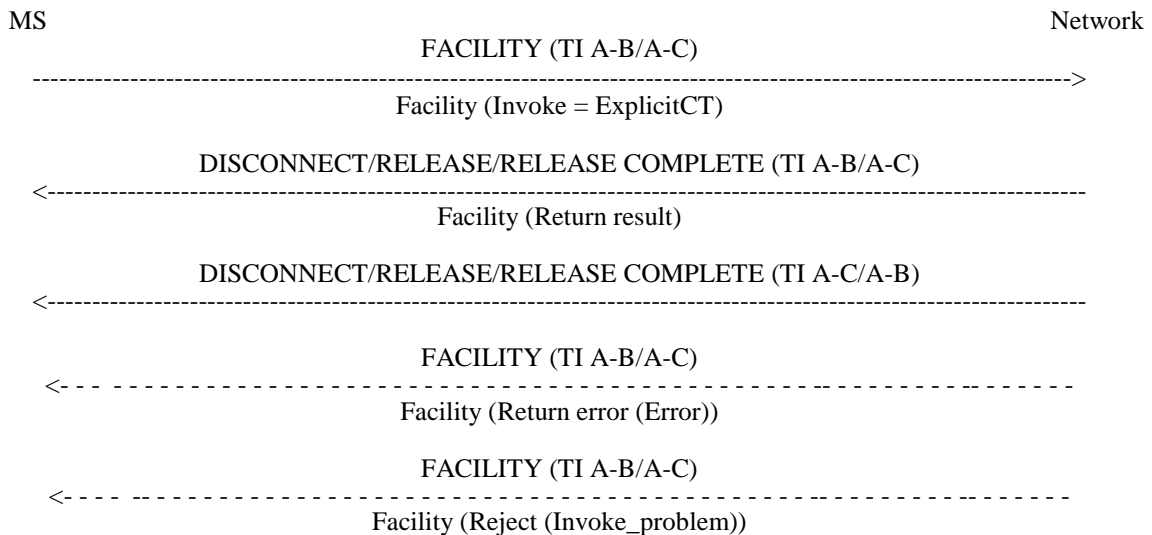 MS Network
FACILITY (TI A-B/A-C)
Facility (Invoke = ExplicitCT)
DISCONNECT/RELEASE/RELEASE COMPLETE (TI A-B/A-C)
Facility (Return result)
DISCONNECT/RELEASE/RELEASE COMPLETE (TI A-C/A-B)
FACILITY (TI A-B/A-C)
Facility (Return error (Error))
FACILITY (TI A-B/A-C)
Facility (Reject (Invoke_problem))